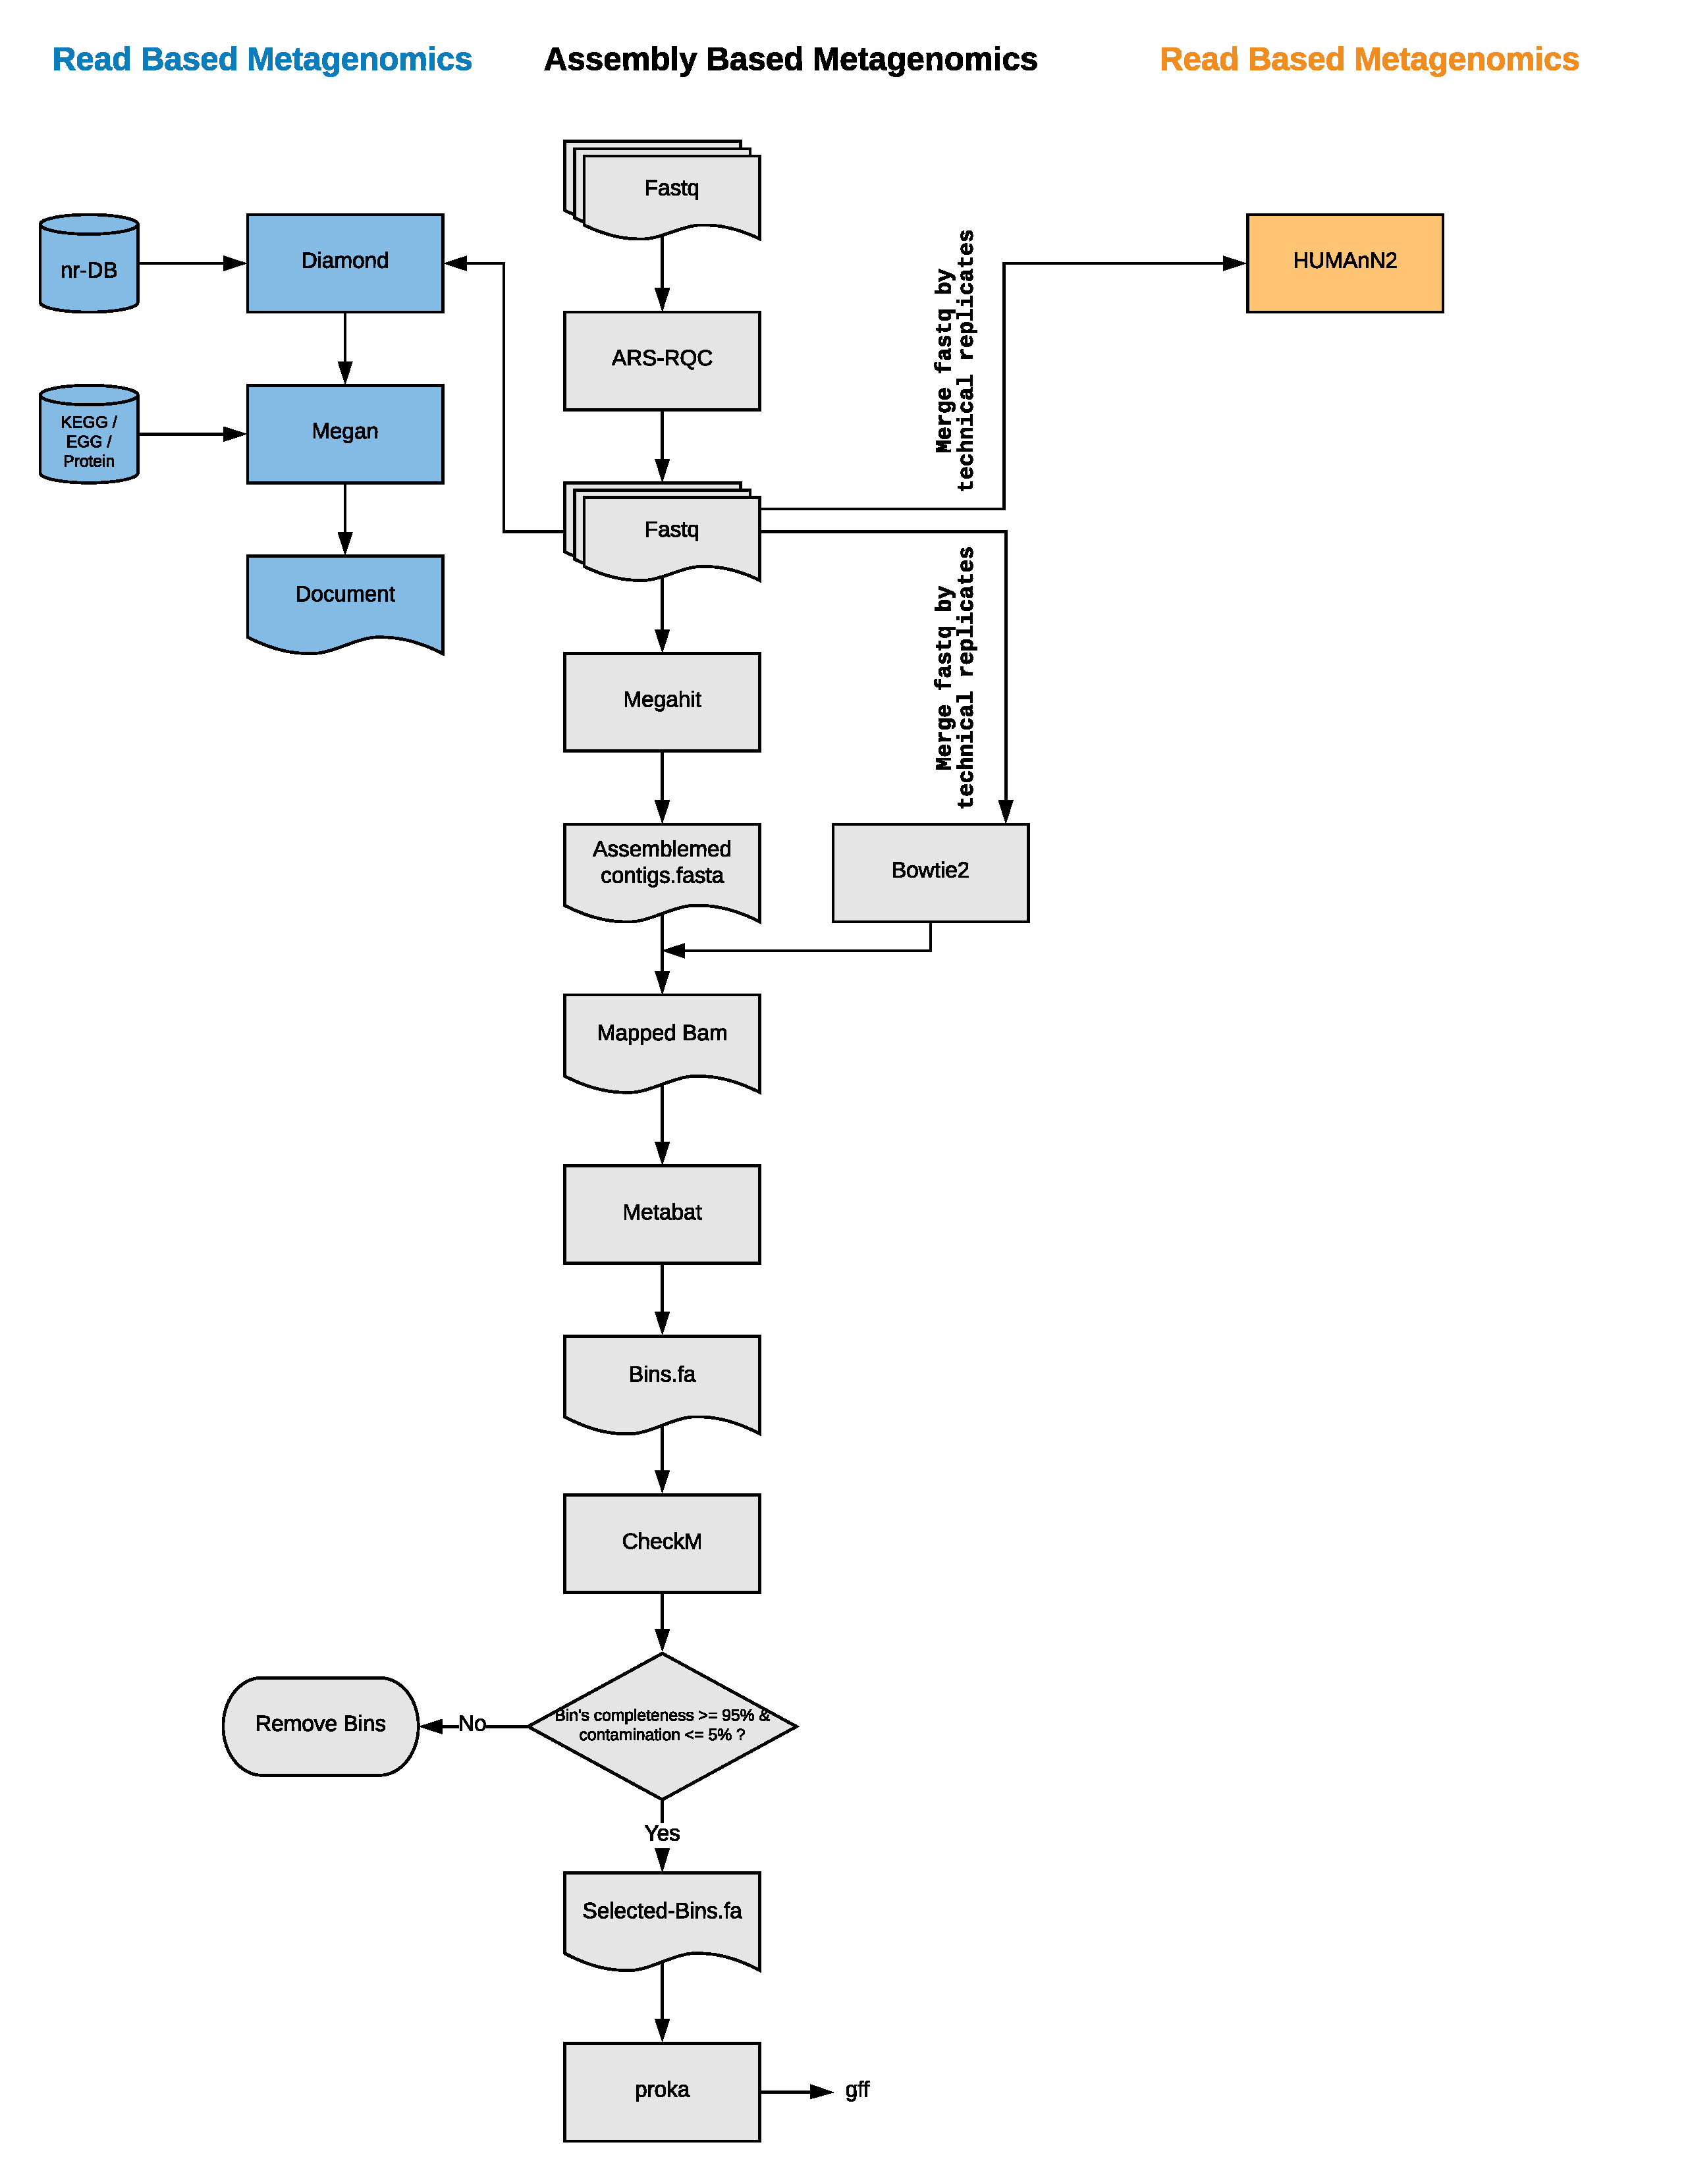 Read Based Metagenomics
Assembly Based Metagenomics
Read Based Metagenomics
Fastq
nr-DB
Diamond
HUMAnN2
Merge fastq by
technical replicates
ARS-RQC
KEGG /
EGG /
Protein
Megan
Fastq
Document
Merge fastq by
technical replicates
Megahit
Assemblemed
contigs.fasta
Bowtie2
Mapped Bam
Metabat
Bins.fa
CheckM
Bin's completeness >= 95% &
contamination <= 5% ?
No
Remove Bins
Yes
Selected-Bins.fa
proka
gff